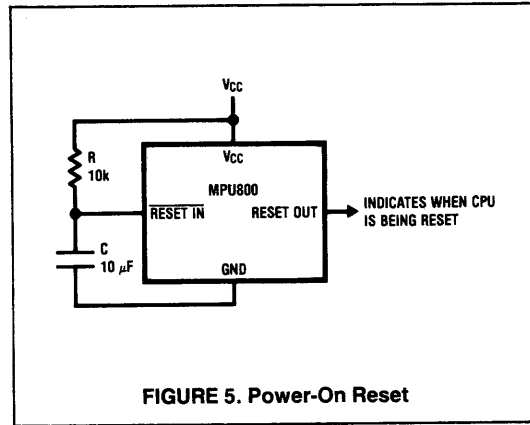 VCC
R
10k
VCC
MPU800
RESET IN
RESET OUT
INDICATES WHEN CPU
IS BEING RESET
C
10 μF
GND
FIGURE 5. Power-On Reset